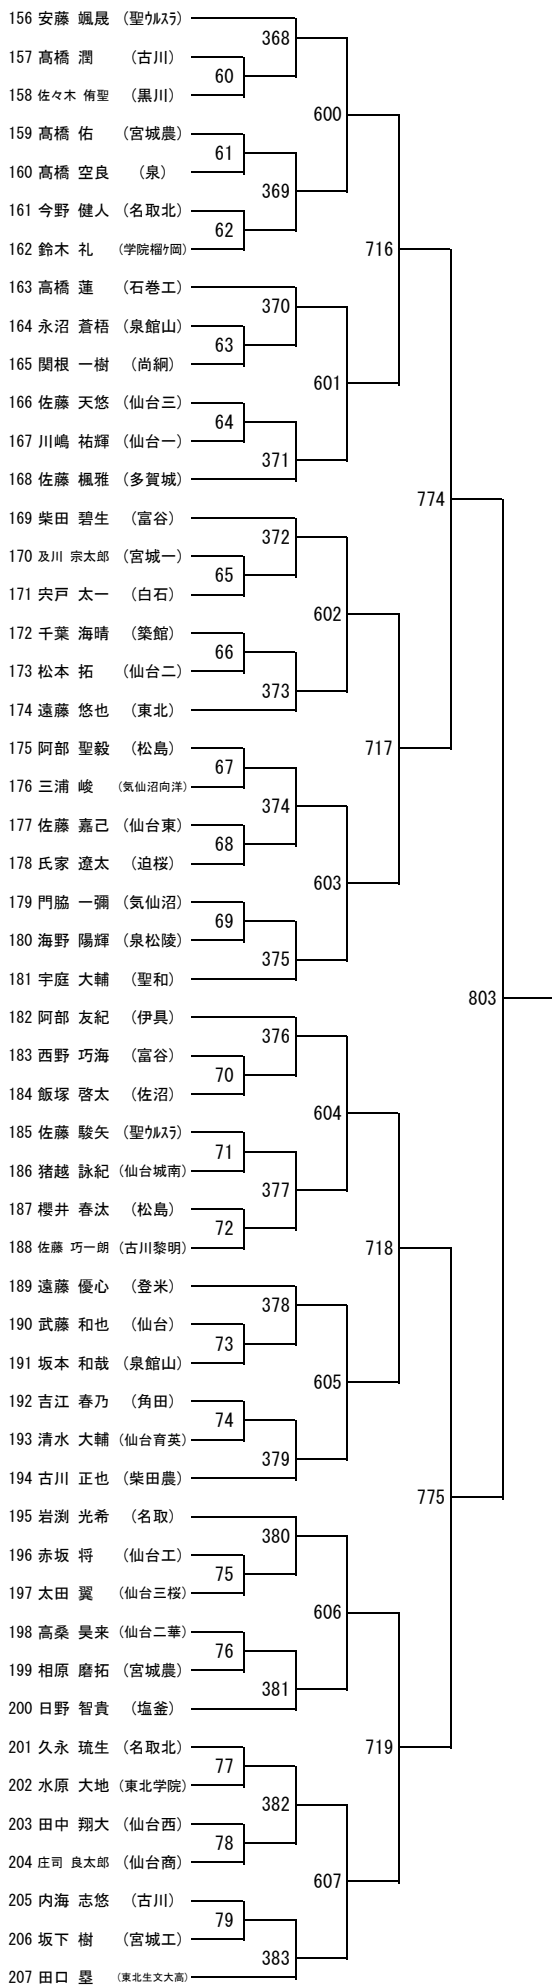 156 安藤 颯晟 (聖ウルスラ)
368
157 髙橋 潤 (古川)
60
158 佐々木 侑聖 (黒川)
600
159 髙橋 佑 (宮城農)
61
160 髙橋 空良 (泉)
369
161 今野 健人 (名取北)
62
162 鈴木 礼 (学院榴ケ岡)
716
163 高橋 蓮 (石巻工)
370
164 永沼 蒼梧 (泉館山)
63
165 関根 一樹 (尚絅)
601
166 佐藤 天悠 (仙台三)
64
167 川嶋 祐輝 (仙台一)
371
168 佐藤 楓雅 (多賀城)
774
169 柴田 碧生 (富谷)
372
170 及川 宗太郎 (宮城一)
65
171 宍戸 太一 (白石)
602
172 千葉 海晴 (築館)
66
173 松本 拓 (仙台二)
373
174 遠藤 悠也 (東北)
717
175 阿部 聖毅 (松島)
67
176 三浦 峻 (気仙沼向洋)
374
177 佐藤 嘉己 (仙台東)
68
178 氏家 遼太 (迫桜)
603
179 門脇 一彌 (気仙沼)
69
180 海野 陽輝 (泉松陵)
375
181 宇庭 大輔 (聖和)
803
182 阿部 友紀 (伊具)
376
183 西野 巧海 (富谷)
70
184 飯塚 啓太 (佐沼)
604
185 佐藤 駿矢 (聖ウルスラ)
71
186 猪越 詠紀 (仙台城南)
377
187 櫻井 春汰 (松島)
72
188 佐藤 巧一朗 (古川黎明)
718
189 遠藤 優心 (登米)
378
190 武藤 和也 (仙台)
73
191 坂本 和哉 (泉館山)
605
192 吉江 春乃 (角田)
74
193 清水 大輔 (仙台育英)
379
194 古川 正也 (柴田農)
775
195 岩渕 光希 (名取)
380
196 赤坂 将 (仙台工)
75
197 太田 翼 (仙台三桜)
606
198 高桑 昊来 (仙台二華)
76
199 相原 磨拓 (宮城農)
381
200 日野 智貴 (塩釜)
719
201 久永 琉生 (名取北)
77
202 水原 大地 (東北学院)
382
203 田中 翔大 (仙台西)
78
204 庄司 良太郎 (仙台商)
607
205 内海 志悠 (古川)
79
206 坂下 樹 (宮城工)
383
207 田口 塁 (東北生文大高)